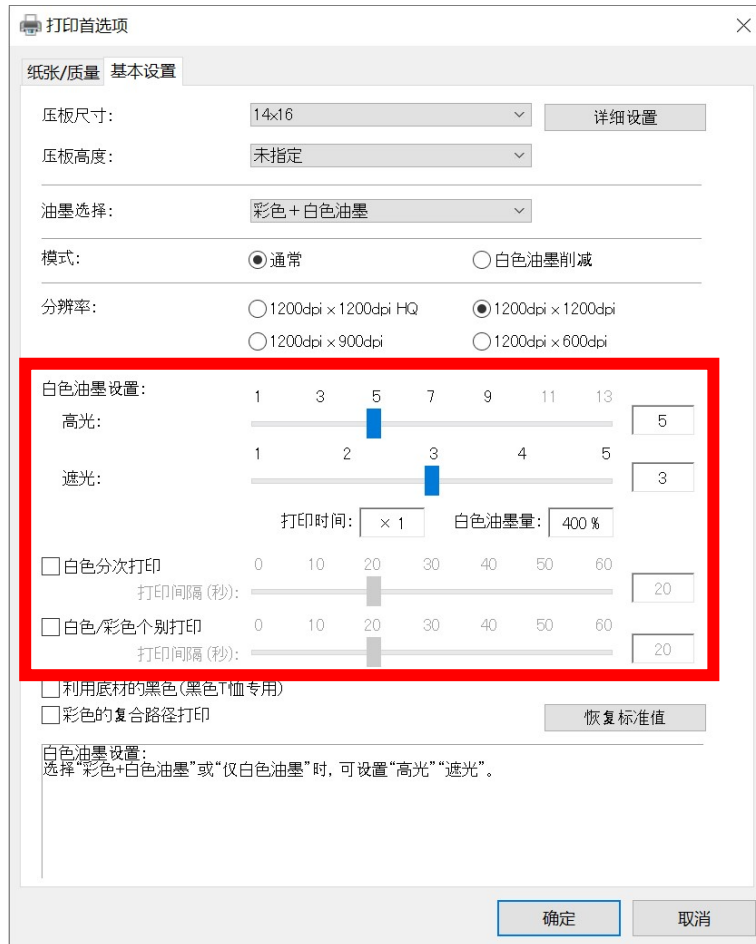 打印首选项
纸张/质量 基本设置
压板尺寸: 14×16 详细设置
压板高度: 未指定
油墨选择: 彩色+白色油墨
模式: 通常 白色油墨削减
分辨率: 1200dpi × 1200dpi HQ 1200dpi × 1200dpi
1200dpi × 900dpi 1200dpi × 600dpi
白色油墨设置: 1 3 5 7 9 11 13
高光: 5
1 2 3 4 5
遮光: 3
打印时间: × 1 白色油墨量: 400 %
白色分次打印 0 10 20 30 40 50 60
打印间隔(秒): 20
白色/彩色个别打印 0 10 20 30 40 50 60
打印间隔(秒): 20
利用底材的黑色(黑色T恤专用)
彩色的复合路径打印 恢复标准值
白色油墨设置:
选择“彩色+白色油墨”或“仅白色油墨”时, 可设置“高光”“遮光”。
确定 取消